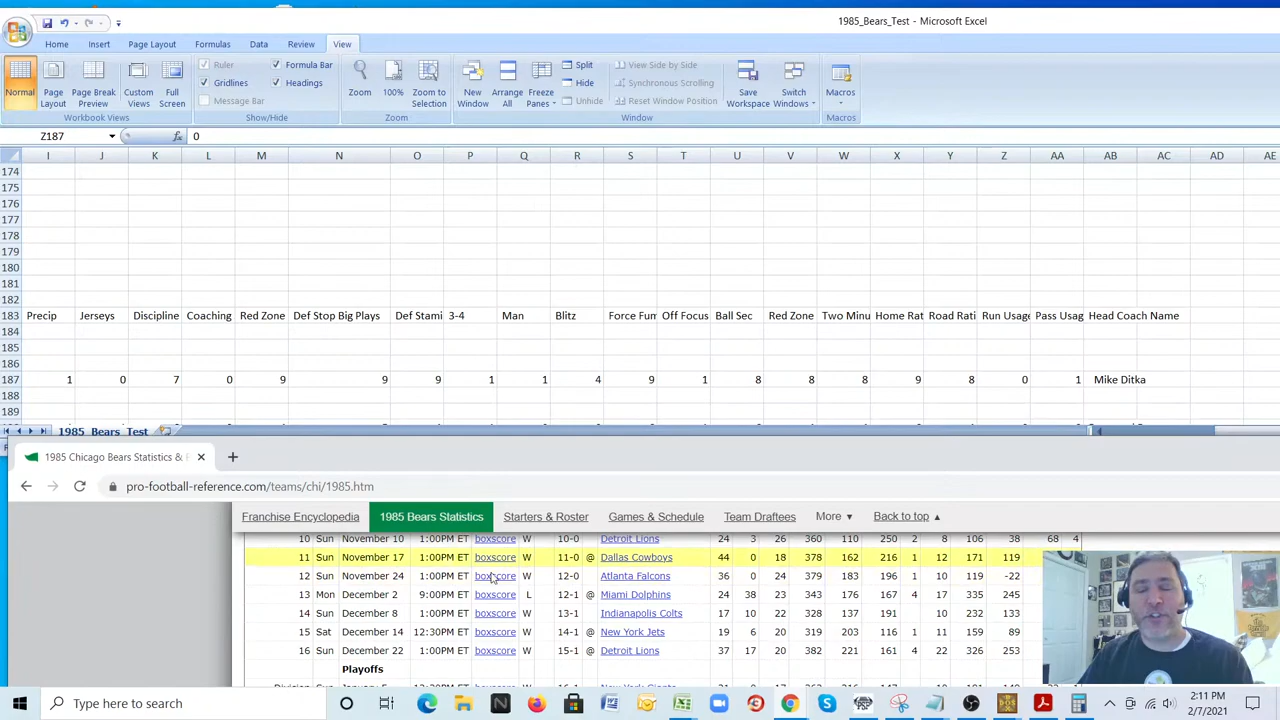 1985_Bears_Test - Microsoft Excel
Home Insert Page Layout Formulas Data Review View
Normal Page Layout Page Break Preview Custom Views Full Screen
Ruler Formula Bar
Gridlines Headings
Message Bar
Zoom 100% Zoom to Selection
New Window Arrange All Freeze Panes
Split
Hide
Unhide
View Side by Side
Synchronous Scrolling
Reset Window Position
Save Workspace Switch Windows Macros
Workbook Views Show/Hide Zoom Window Macros
Z187 fx 0
I J K L M N O P Q R S T U V W X Y Z AA AB AC AD AE
174
175
176
177
178
179
180
181
182
183 Precip Jerseys Discipline Coaching Red Zone Def Stop Big Plays Def Stami 3-4 Man Blitz Force Fum Off Focus Ball Sec Red Zone Two Minu Home Rat Road Rati Run Usage Pass Usag Head Coach Name
184
185
186
187 1 0 7 0 9 9 9 1 1 4 9 1 8 8 8 9 8 0 1 Mike Ditka
188
189
1985_Bears_Test
1985 Chicago Bears Statistics &
pro-football-reference.com/teams/chi/1985.htm
Franchise Encyclopedia 1985 Bears Statistics Starters & Roster Games & Schedule Team Draftees More ▼ Back to top ▲
10 Sun November 10 1:00PM ET boxscore W 10-0 Detroit Lions 24 3 26 360 110 250 2 8 106 38 68 4
11 Sun November 17 1:00PM ET boxscore W 11-0 @ Dallas Cowboys 44 0 18 378 162 216 1 12 171 119
12 Sun November 24 1:00PM ET boxscore W 12-0 Atlanta Falcons 36 0 24 379 183 196 1 10 119 -22
13 Mon December 2 9:00PM ET boxscore L 12-1 @ Miami Dolphins 24 38 23 343 176 167 4 17 335 245
14 Sun December 8 1:00PM ET boxscore W 13-1 Indianapolis Colts 17 10 22 328 137 191 10 232 133
15 Sat December 14 12:30PM ET boxscore W 14-1 @ New York Jets 19 6 20 319 203 116 1 11 159 89
16 Sun December 22 1:00PM ET boxscore W 15-1 @ Detroit Lions 37 17 20 382 221 161 4 22 326 253
Playoffs
Type here to search
2:11 PM
2/7/2021